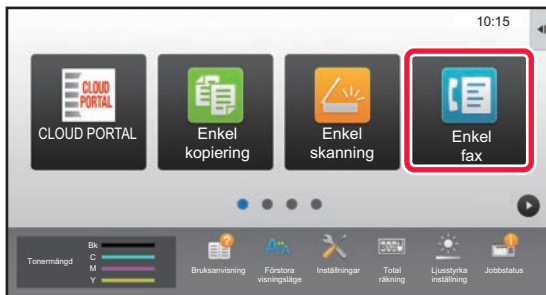 10:15
CLOUD
PORTAL
CLOUD PORTAL
Enkel
kopiering
Enkel
skanning
Enkel
fax
Tonermängd
Bk
C
M
Y
Bruksanvisning
Förstora
visningsläge
Inställningar
Total
räkning
Ljusstyrka
inställning
Jobbstatus